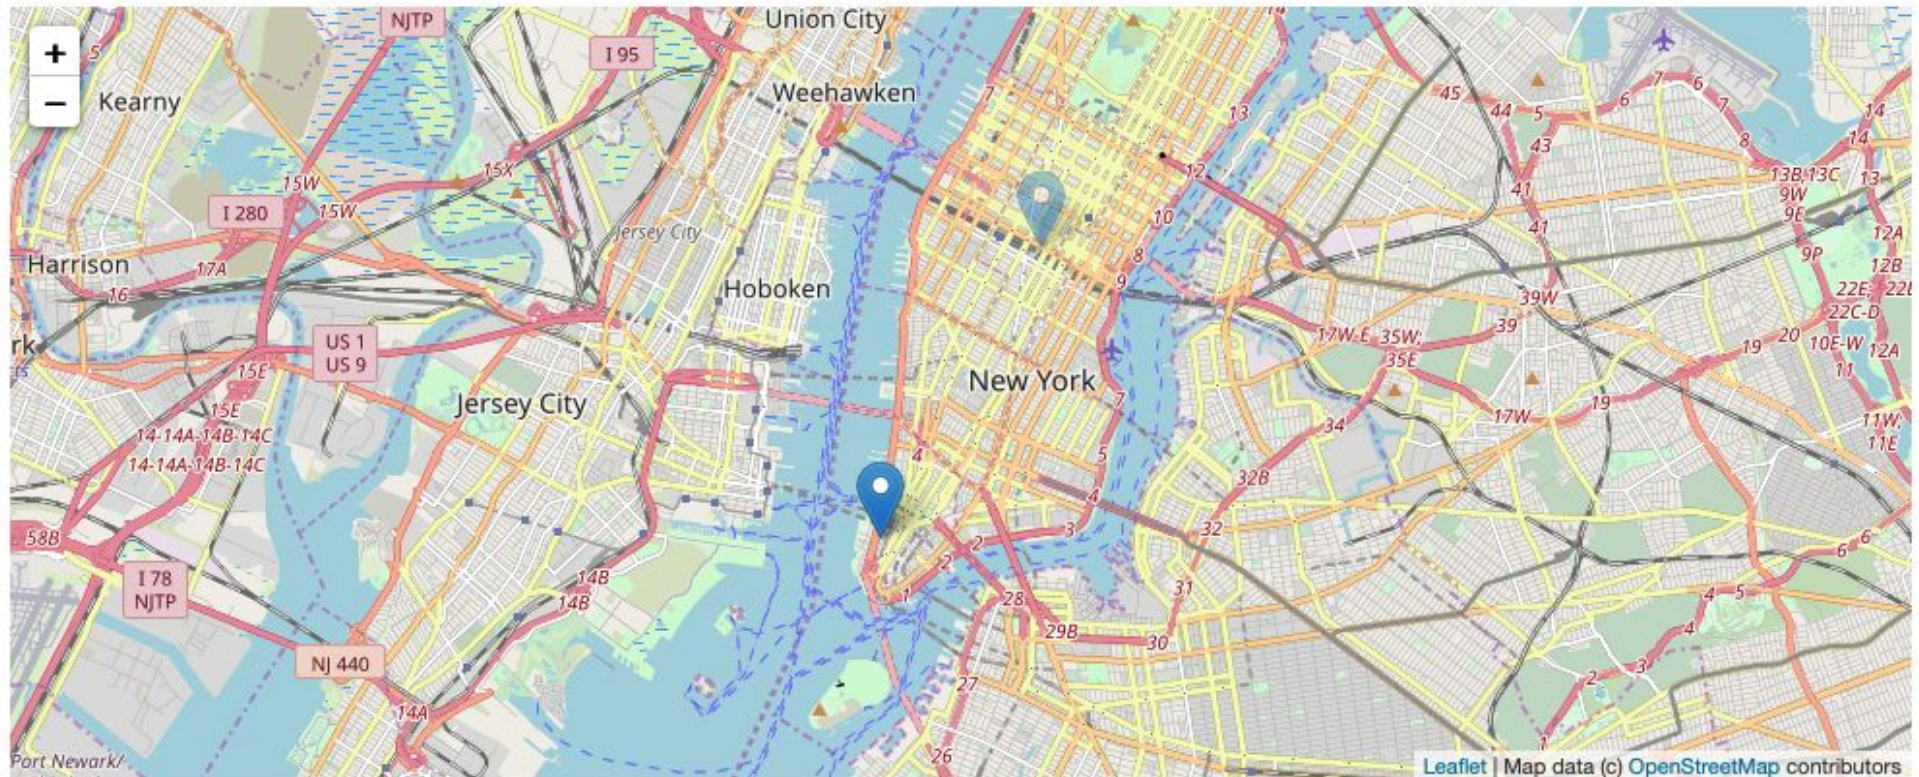 NJTP
Union City
14
5
I 95
+
−
Kearny
Weehawken
7
13
45
44
5
6
7
6
7
14
14
43
8
15X
15W
12
13B,13C
13
9W
9E
41
I 280
15W
10
Jersey City
41
12A
Harrison
17A
8
9P
12B
16
Hoboken
9
39W
22E;
22E
22C-D
US 1
US 9
17W-E
35W;
35E
39
19
20
10E-W
12A
rk
15E
11
New York
Jersey City
7
15E
19
17W
11W;
11E
14-14A-14B-14C
14-14A-14B-14C
34
4
5
32B
4
58B
3
32
2
2
6
6
I 78
NJTP
14B
14B
1
28
31
4
5
29B
30
4
NJ 440
3
2
27
14A
26
1
Port Newark/
Leaflet | Map data (c) OpenStreetMap contributors